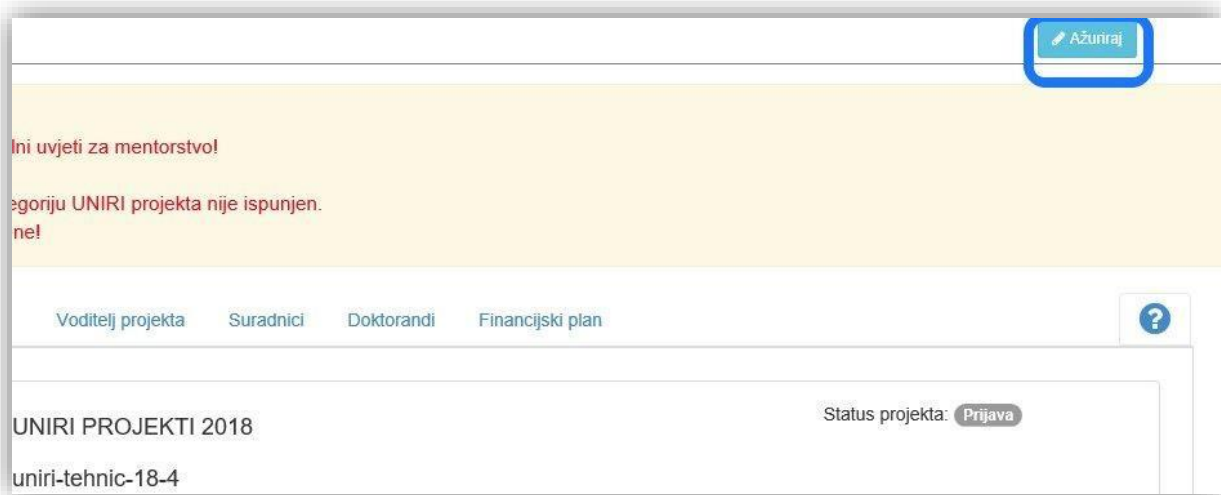 Ažuriraj
lni uvjeti za mentorstvo!
egoriju UNIRI projekta nije ispunjen.
ne!
Voditelj projekta Suradnici Doktorandi Financijski plan
Status projekta: Prijava
UNIRI PROJEKTI 2018
uniri-tehnic-18-4